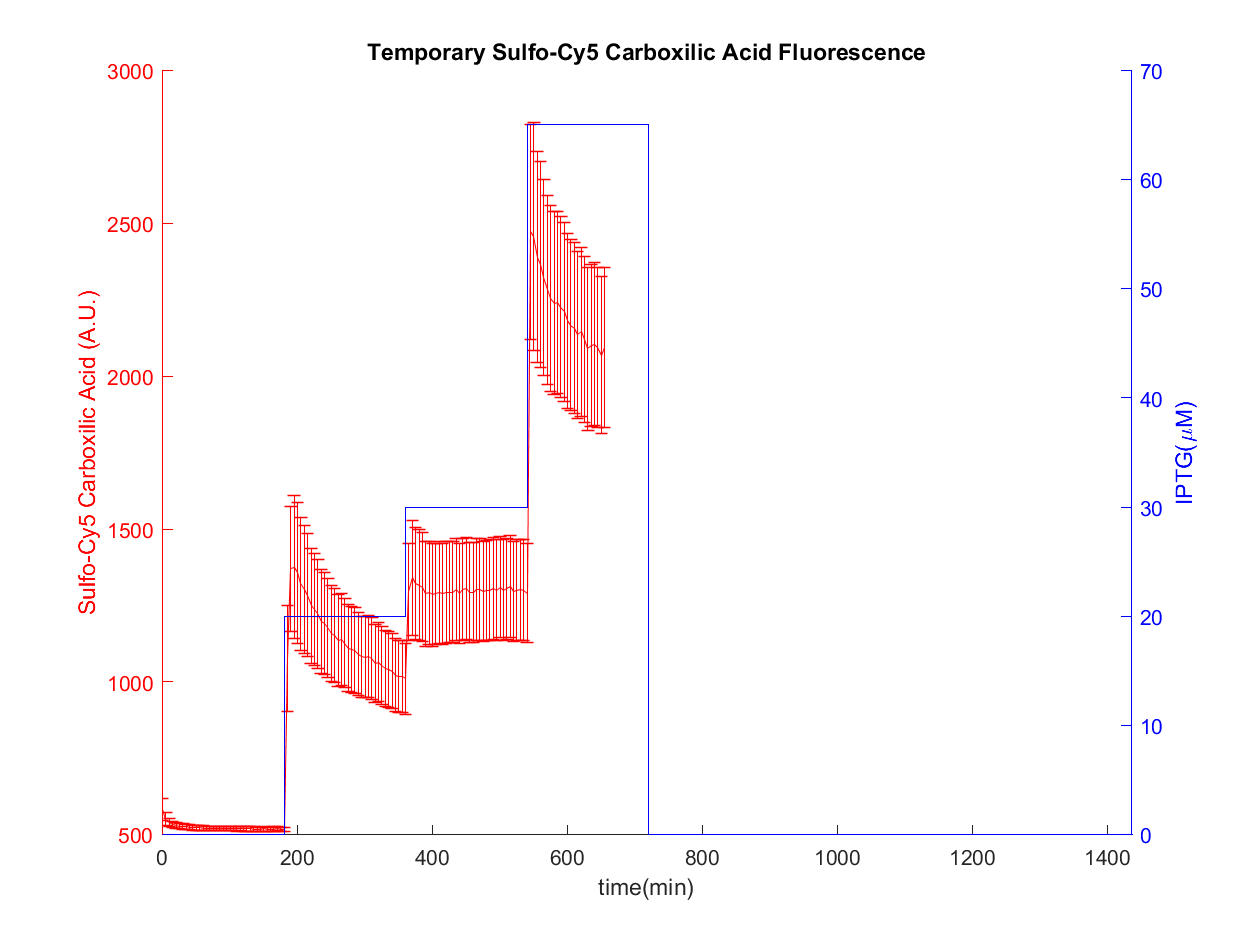 Temporary Sulfo-Cy5 Carboxilic Acid Fluorescence
3000
2500
2000
1500
1000
500
Sulfo-Cy5 Carboxilic Acid (A.U.)
70
60
50
40
30
20
10
0
IPTG(μM)
0 200 400 600 800 1000 1200 1400
time(min)